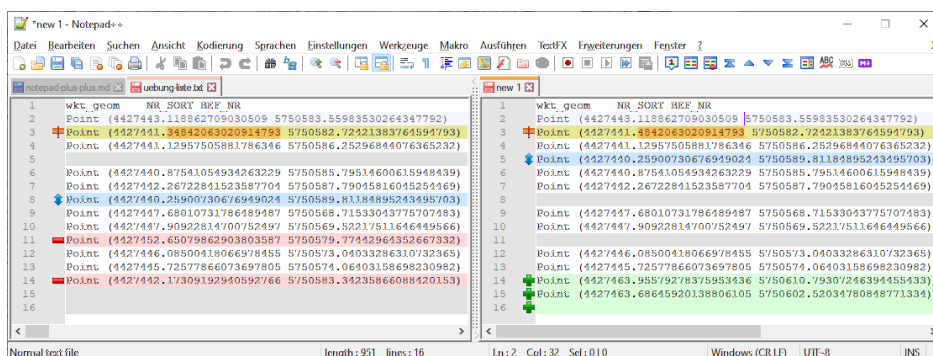 *new 1 - Notepad++
Datei Bearbeiten Suchen Ansicht Kodierung Sprachen Einstellungen Werkzeuge Makro Ausführen TextFX Erweiterungen Fenster ?
notepad-plus-plus.md uebung-liste.txt
1 wkt_geom NR_SORT BEF_NR
2 Point (4427443.118862709030509 5750583.55983530264347792)
3 Point (4427441.34842063020914793 5750582.72421383764594793)
4 Point (4427441.12957505881786346 5750586.25296844076365232)
5
6 Point (4427440.87541054934263229 5750585.79514600615948439)
7 Point (4427442.26722841523587704 5750587.79045816045254469)
8 Point (4427440.25900730676949024 5750589.81184895243495703)
9 Point (4427447.68010731786489487 5750568.71533043775707483)
10 Point (4427447.90922814700752497 5750569.52217511646449566)
11 Point (4427452.65079862903803587 5750579.77442964352667332)
12 Point (4427446.08500418066978455 5750573.04033286310732365)
13 Point (4427445.72577866073697805 5750574.06403158698230982)
14 Point (4427442.17309192940592766 5750583.34235866088420153)
15
16
new 1
1 wkt_geom NR_SORT BEF_NR
2 Point (4427443.118862709030509 5750583.55983530264347792)
3 Point (4427441.4842063020914793 5750582.72421383764594793)
4 Point (4427441.12957505881786346 5750586.25296844076365232)
5 Point (4427440.25900730676949024 5750589.81184895243495703)
6 Point (4427440.87541054934263229 5750585.79514600615948439)
7 Point (4427442.26722841523587704 5750587.79045816045254469)
8
9 Point (4427447.68010731786489487 5750568.71533043775707483)
10 Point (4427447.90922814700752497 5750569.52217511646449566)
11
12 Point (4427446.08500418066978455 5750573.04033286310732365)
13 Point (4427445.72577866073697805 5750574.06403158698230982)
14 Point (4427463.95579278375953436 5750610.79307246394455433)
15 Point (4427463.68645920138806105 5750602.52034780848771334)
16
Normal text file length : 951 lines : 16 Ln : 2 Col : 32 Sel : 0 | 0 Windows (CR LF) UTF-8 INS